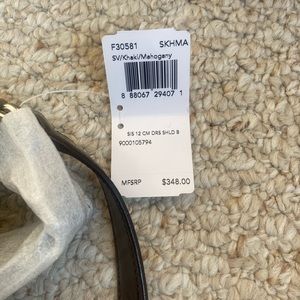 F30581 SKHMA
SV/Khaki/Mahogany
8 88067 29407 1
SIS 12 CM DRS SHLD B
9000105794
MFSRP $348.00